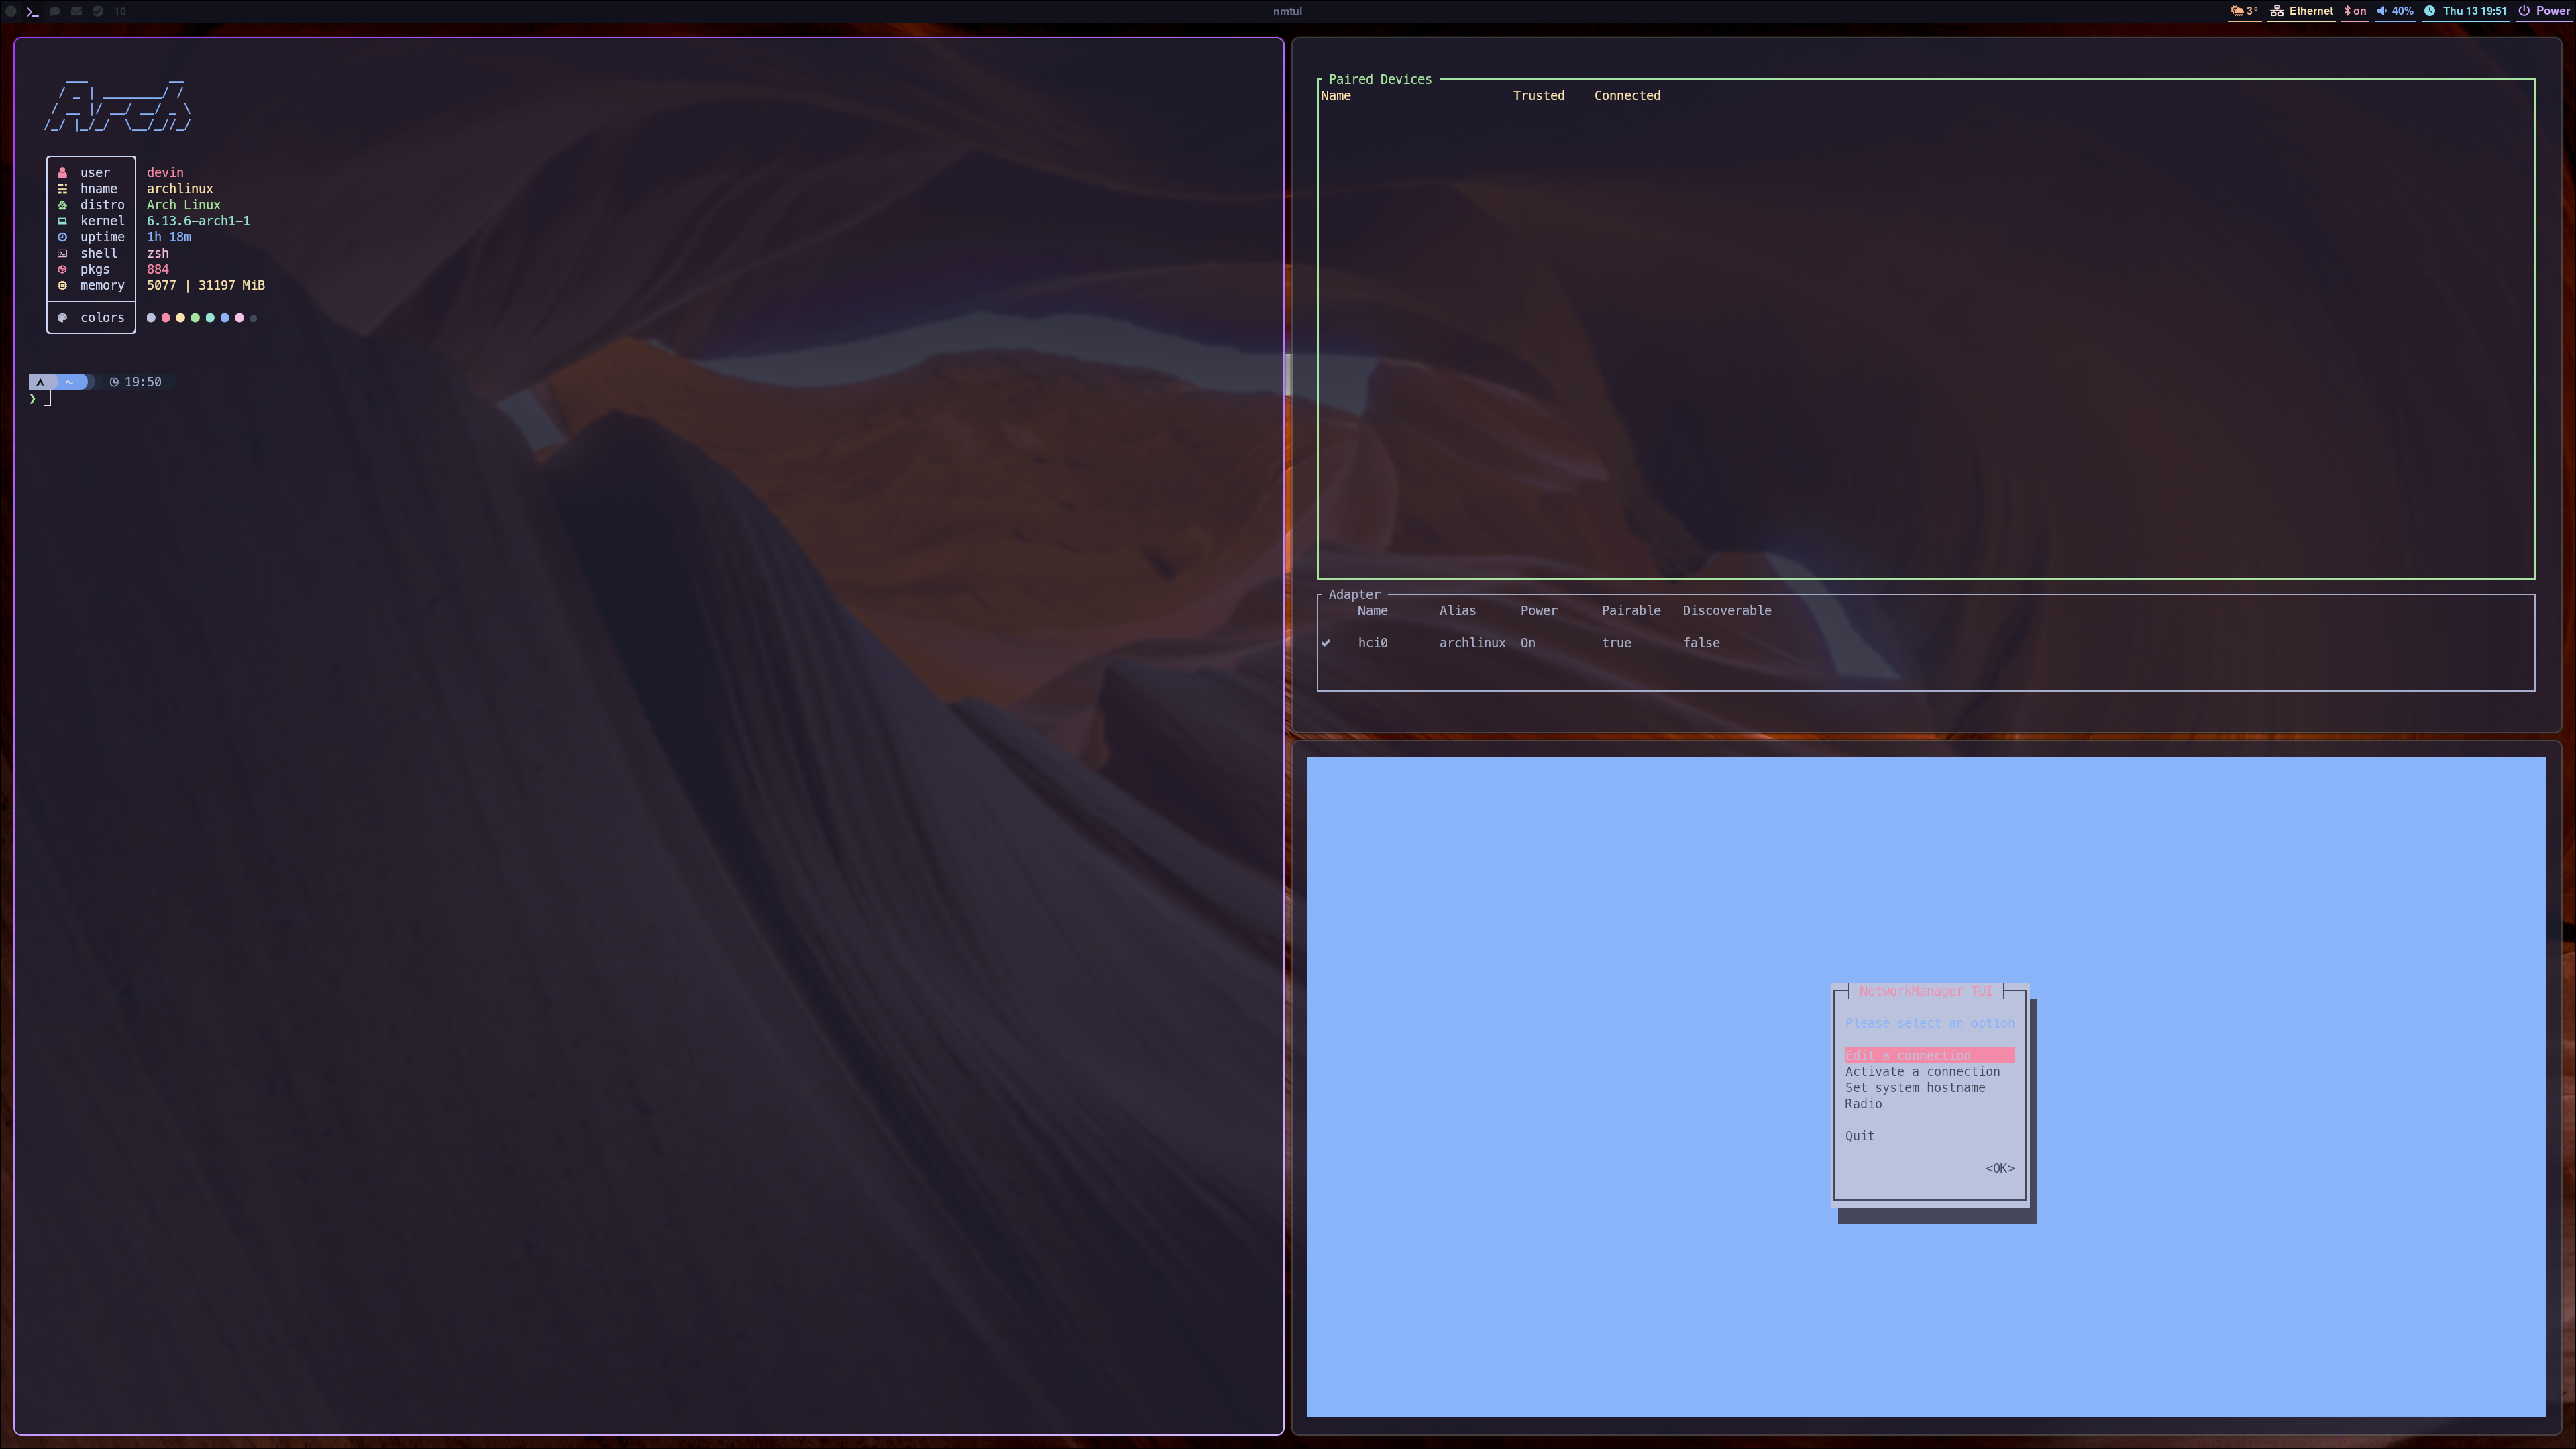 10
nmtui
3°
Ethernet
on
40%
Thu 13 19:51
Power
Arch
user devin
hname archlinux
distro Arch Linux
kernel 6.13.6-arch1-1
uptime 1h 18m
shell zsh
pkgs 884
memory 5077 | 31197 MiB
colors
~ 19:50
❯
Paired Devices
Name Trusted Connected
Adapter
Name Alias Power Pairable Discoverable
✔ hci0 archlinux On true false
NetworkManager TUI
Please select an option
Edit a connection
Activate a connection
Set system hostname
Radio
Quit
<OK>